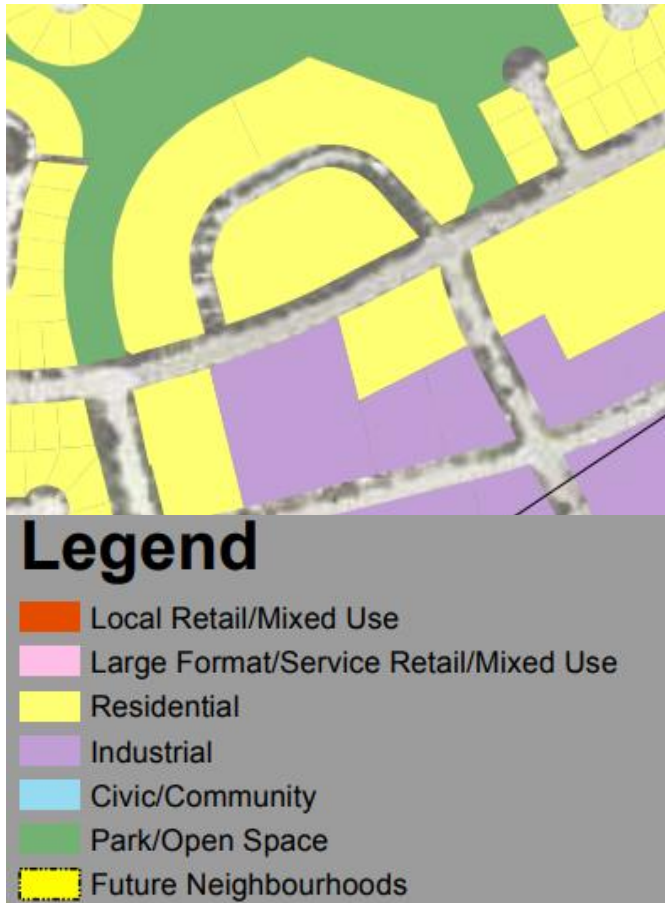 Legend
Local Retail/Mixed Use
Large Format/Service Retail/Mixed Use
Residential
Industrial
Civic/Community
Park/Open Space
Future Neighbourhoods